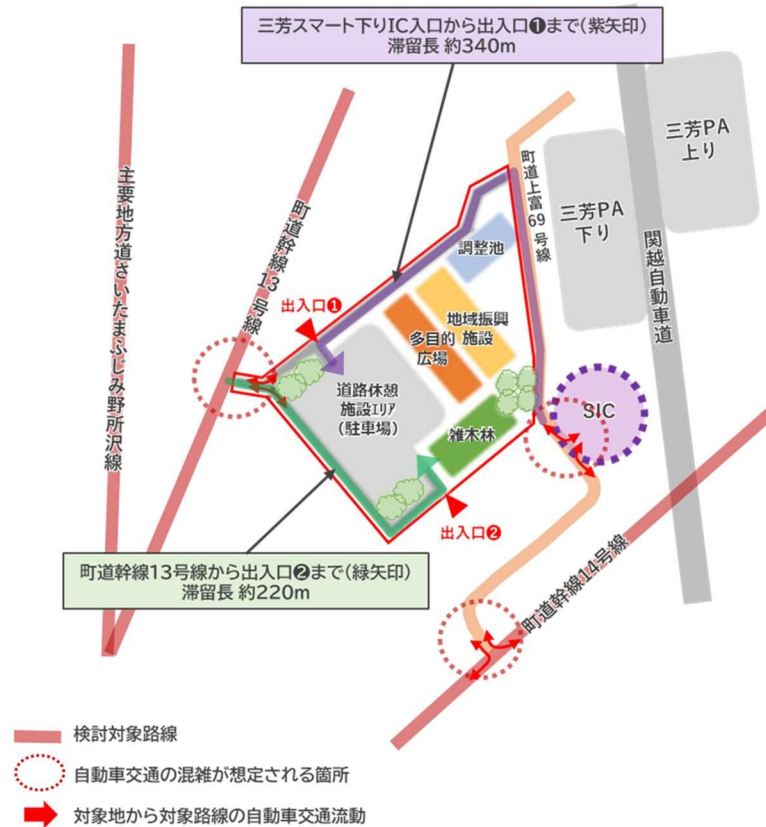 三芳スマート下りIC入口から出入口❶まで(紫矢印)
滞留長 約340m
三芳PA
上り
三芳PA
下り
関越自動車道
町道上富69号線
主要地方道さいたまふじみ野所沢線
町道幹線13号線
調整池
出入口❶
地域振興
施設
多目的
広場
道路休憩
施設エリア
(駐車場)
SIC
雑木林
出入口❷
町道幹線13号線から出入口❷まで(緑矢印)
滞留長 約220m
町道幹線14号線
検討対象路線
自動車交通の混雑が想定される箇所
対象地から対象路線の自動車交通流動